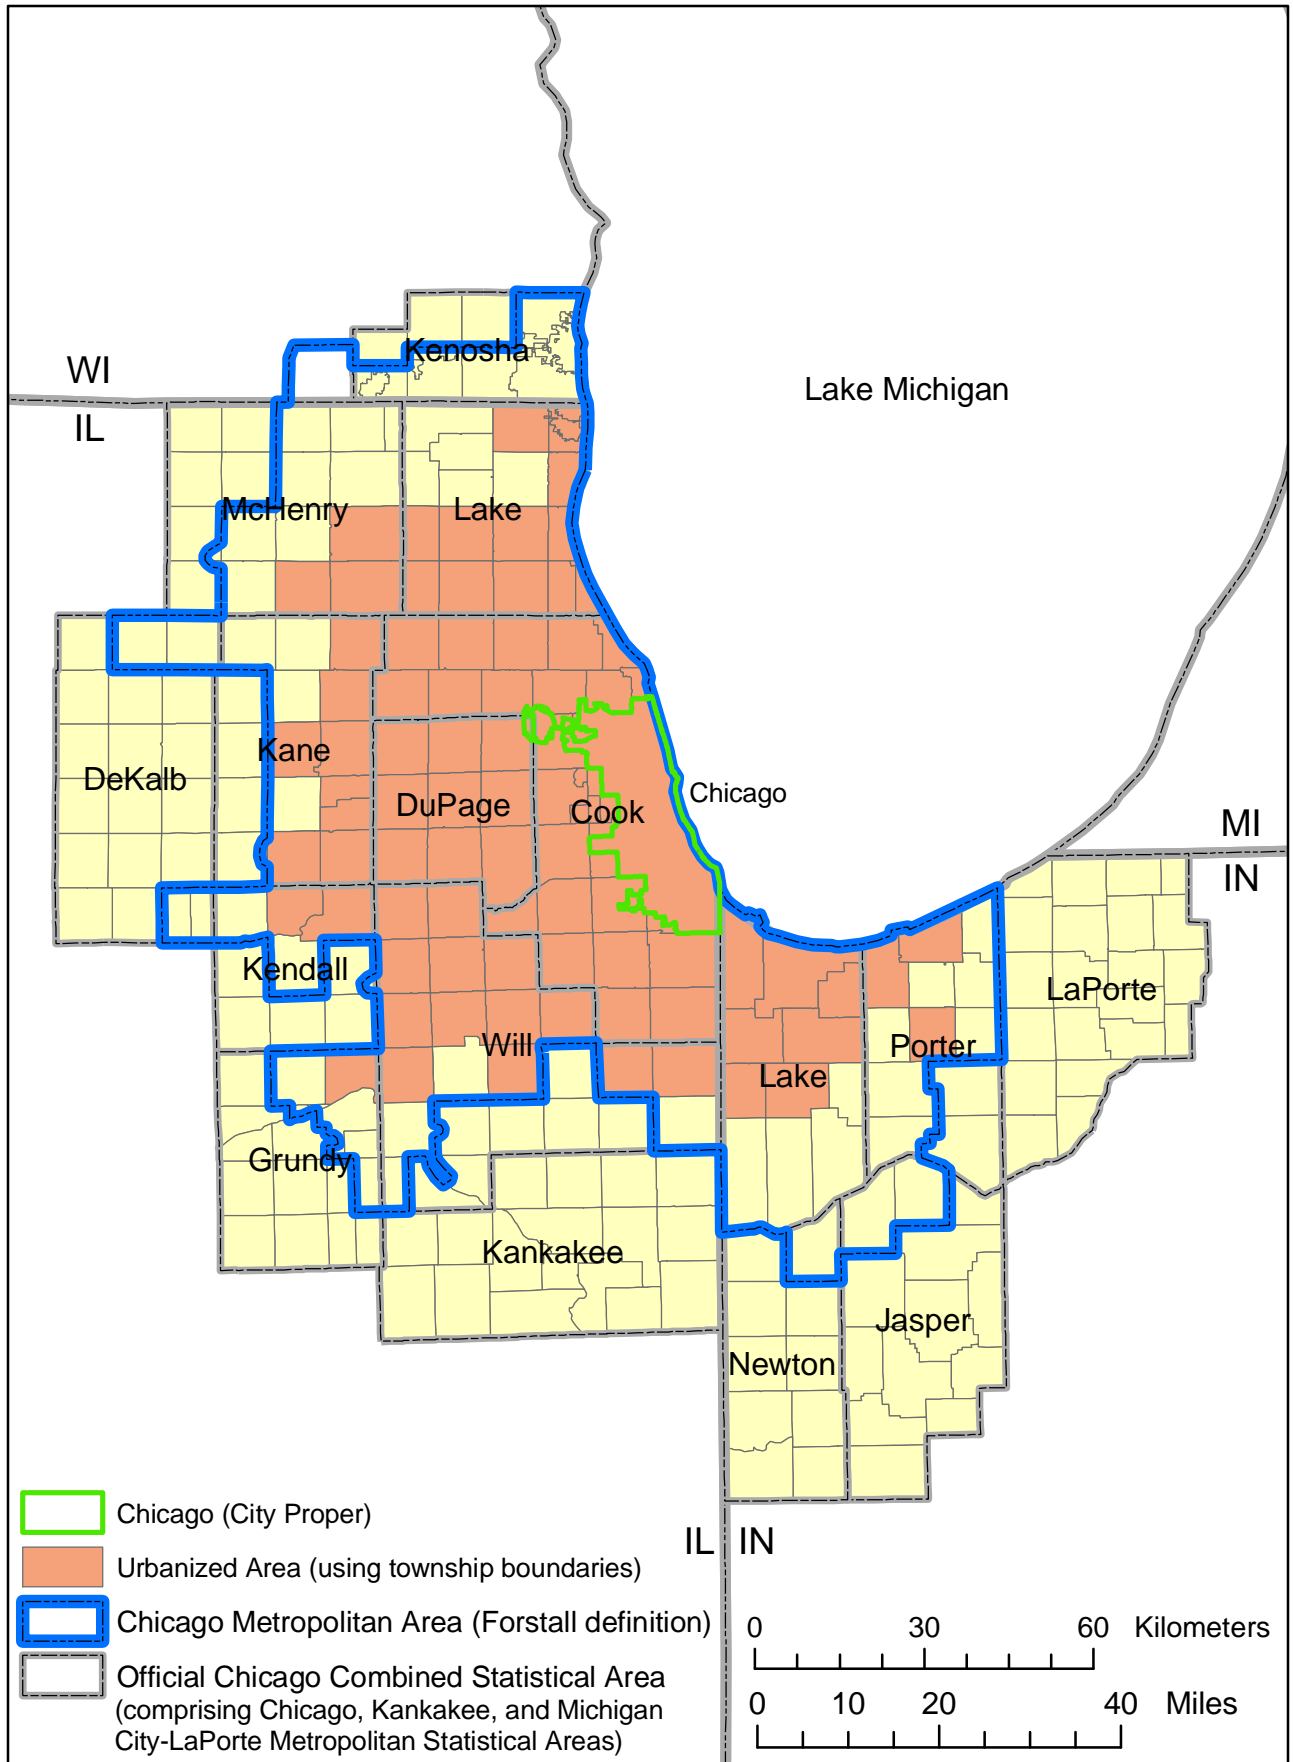 Kenosha
WI
Lake Michigan
IL
McHenry
Lake
Kane
DeKalb
DuPage
Cook
Chicago
MI
IN
Kendall
LaPorte
Will
Porter
Lake
Grundy
Kankakee
Jasper
Newton
Chicago (City Proper)
IL
IN
Urbanized Area (using township boundaries)
Chicago Metropolitan Area (Forstall definition)
Official Chicago Combined Statistical Area
(comprising Chicago, Kankakee, and Michigan
City-LaPorte Metropolitan Statistical Areas)
0 30 60 Kilometers
0 10 20 40 Miles